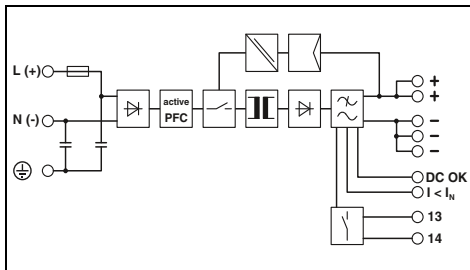 L (+)
N (-)
active
PFC
+
+
–
–
–
DC OK
I < IN
13
14